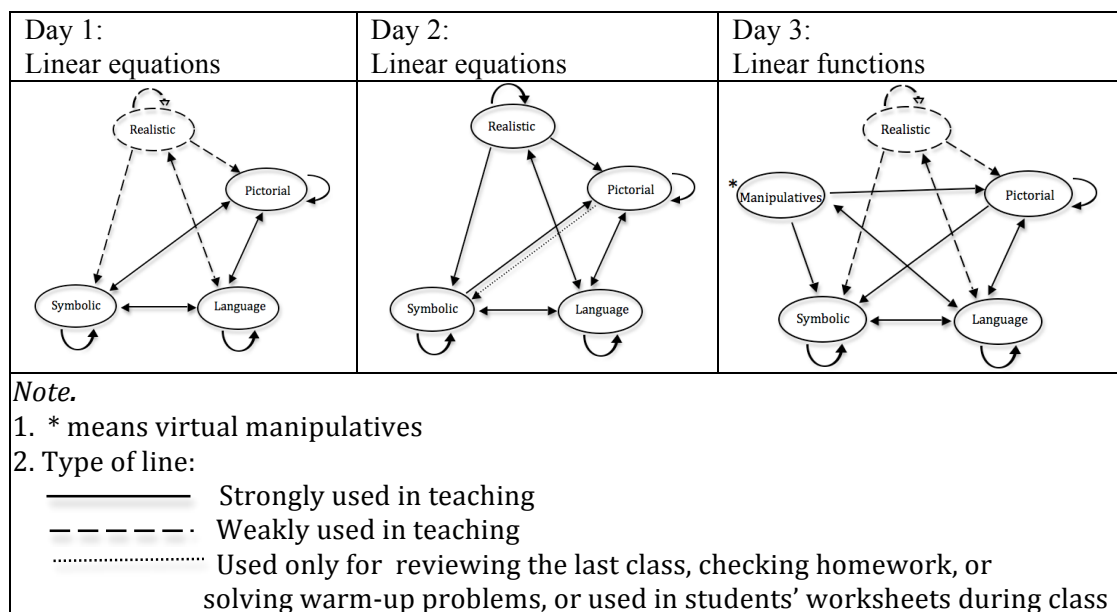 Day 1:
Linear equations
Day 2:
Linear equations
Day 3:
Linear functions
Realistic
Pictorial
Symbolic
Language
Realistic
Pictorial
Symbolic
Language
Realistic
*Manipulatives
Pictorial
Symbolic
Language
Note.
1. * means virtual manipulatives
2. Type of line:
Strongly used in teaching
Weakly used in teaching
Used only for reviewing the last class, checking homework, or
solving warm-up problems, or used in students’ worksheets during class